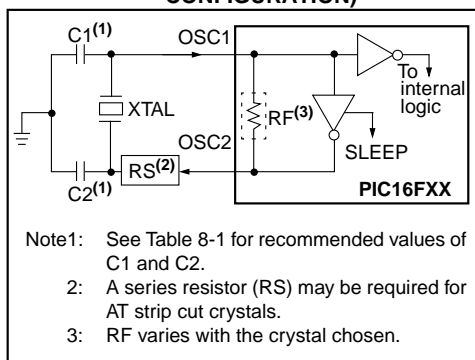 CONFIGURATION)
C1(1)
OSC1
To
internal
logic
XTAL
RF(3)
OSC2
SLEEP
RS(2)
C2(1)
PIC16FXX
Note1: See Table 8-1 for recommended values of
C1 and C2.
2: A series resistor (RS) may be required for
AT strip cut crystals.
3: RF varies with the crystal chosen.